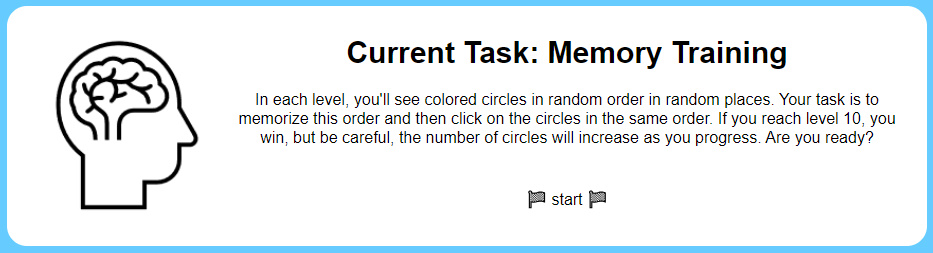 Current Task: Memory Training
In each level, you'll see colored circles in random order in random places. Your task is to
memorize this order and then click on the circles in the same order. If you reach level 10, you
win, but be careful, the number of circles will increase as you progress. Are you ready?
🏁 start 🏁